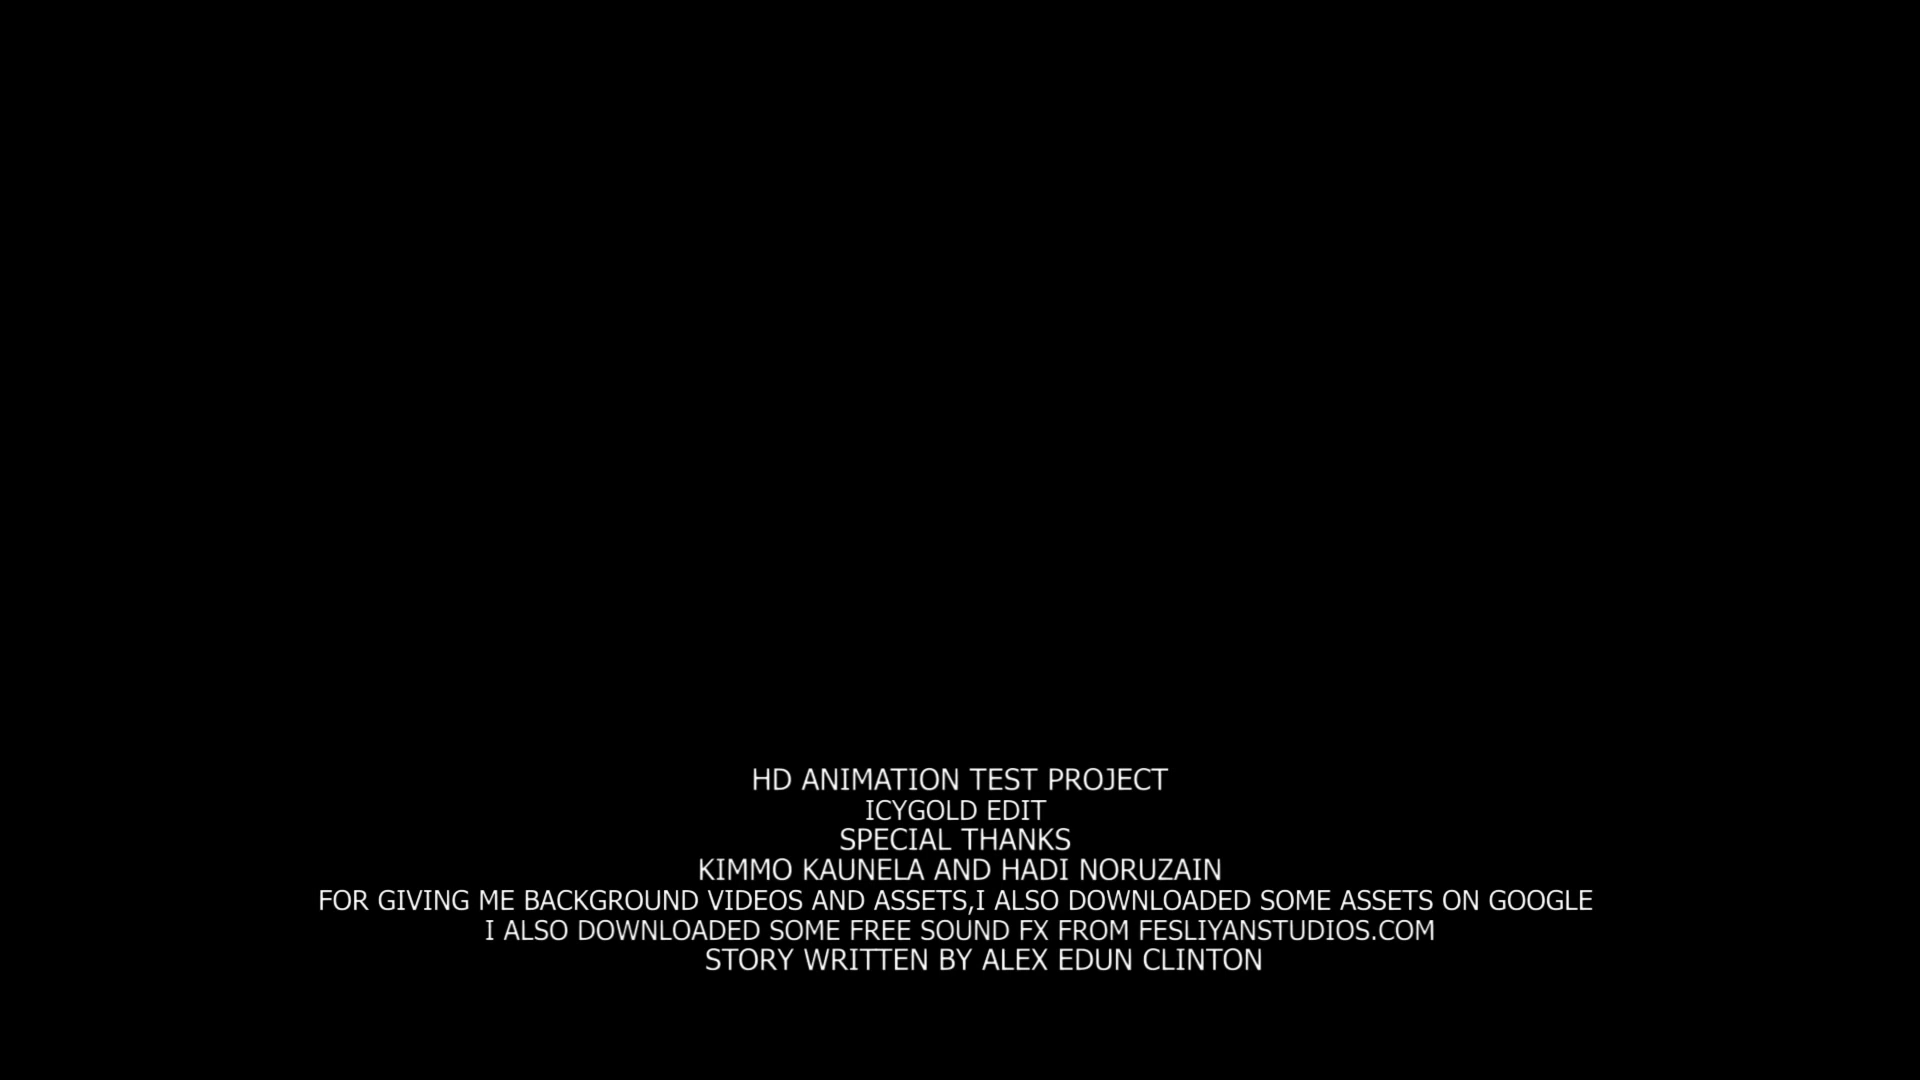 HD ANIMATION TEST PROJECT
ICYGOLD EDIT
SPECIAL THANKS
KIMMO KAUNELA AND HADI NORUZAIN
FOR GIVING ME BACKGROUND VIDEOS AND ASSETS,I ALSO DOWNLOADED SOME ASSETS ON GOOGLE
I ALSO DOWNLOADED SOME FREE SOUND FX FROM FESLIYANSTUDIOS.COM
STORY WRITTEN BY ALEX EDUN CLINTON